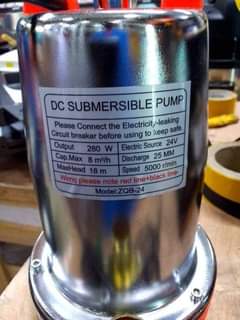 DC SUBMERSIBLE PUMP
Please Connect the Electricity-leaking
Circuit breaker before using to keep safe.
Output 280 W Electric Source 24V
Cap.Max 8 m³/h Discharge 25 MM
MaxHead 18 m Speed 5000 r/min
Wiring please note red line+black line-
Model:ZQB-24